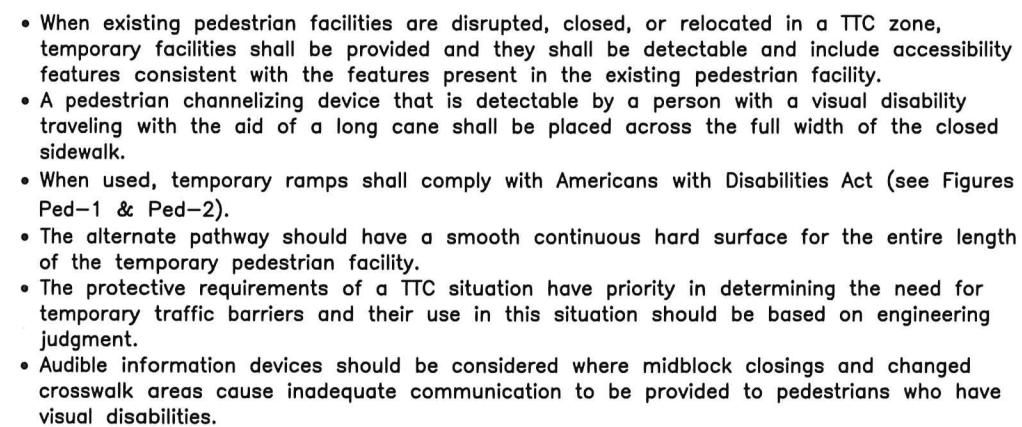 • When existing pedestrian facilities are disrupted, closed, or relocated in a TTC zone,
temporary facilities shall be provided and they shall be detectable and include accessibility
features consistent with the features present in the existing pedestrian facility.
• A pedestrian channelizing device that is detectable by a person with a visual disability
traveling with the aid of a long cane shall be placed across the full width of the closed
sidewalk.
• When used, temporary ramps shall comply with Americans with Disabilities Act (see Figures
Ped-1 & Ped-2).
• The alternate pathway should have a smooth continuous hard surface for the entire length
of the temporary pedestrian facility.
• The protective requirements of a TTC situation have priority in determining the need for
temporary traffic barriers and their use in this situation should be based on engineering
judgment.
• Audible information devices should be considered where midblock closings and changed
crosswalk areas cause inadequate communication to be provided to pedestrians who have
visual disabilities.